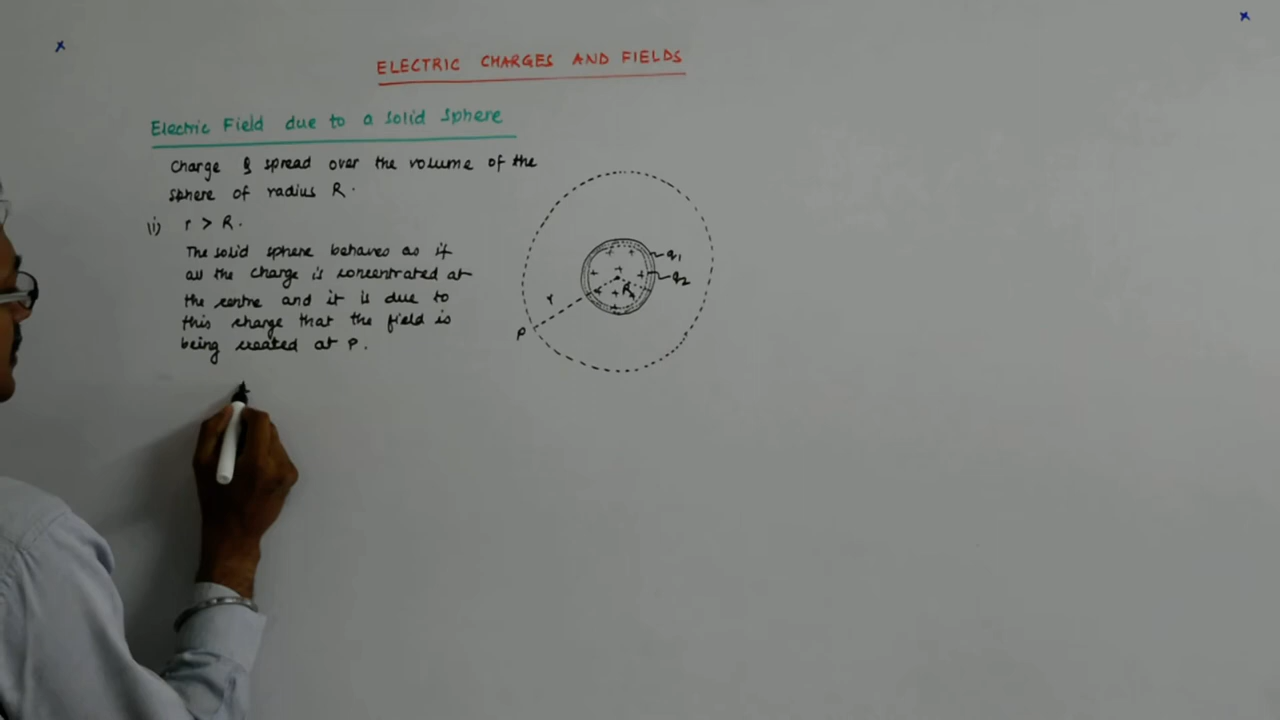 ELECTRIC CHARGES AND FIELDS
Electric Field due to a Solid Sphere
Charge Q spread over the volume of the
sphere of radius R.
(i) r > R.
The solid sphere behaves as if
all the charge is concentrated at
the centre and it is due to
this charge that the field is
being created at P.
q1
q2
R
r
P